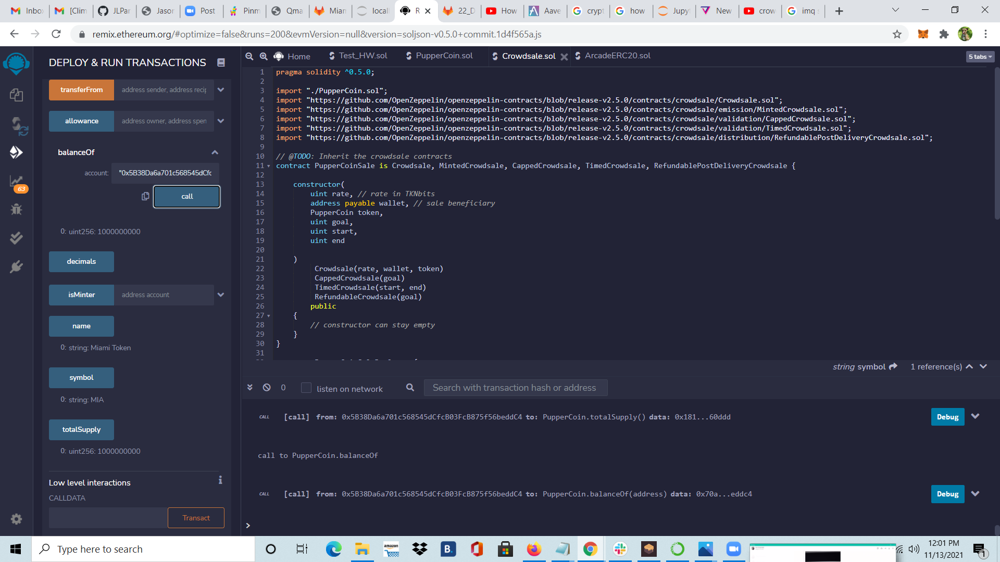 Inbo
[Clim
JLPar
Jason
Post
Pinm
Qma
Mian
local
R
22_D
How
Aave
crypt
how
Jupyt
New
crow
imq s
remix.ethereum.org/#optimize=false&runs=200&evmVersion=null&version=soljson-v0.5.0+commit.1d4f565a.js
DEPLOY & RUN TRANSACTIONS
transferFrom
address sender, address recip
allowance
address owner, address spen
balanceOf
account:
"0x5B38Da6a701c568545dCfc
call
0: uint256: 1000000000
decimals
isMinter
address account
name
0: string: Miami Token
symbol
0: string: MIA
totalSupply
0: uint256: 1000000000
Low level interactions
CALLDATA
Transact
63
Home
Test_HW.sol
PupperCoin.sol
Crowdsale.sol
ArcadeERC20.sol
5 tabs
1 pragma solidity ^0.5.0;
2
3 import "./PupperCoin.sol";
4 import "https://github.com/OpenZeppelin/openzeppelin-contracts/blob/release-v2.5.0/contracts/crowdsale/Crowdsale.sol";
5 import "https://github.com/OpenZeppelin/openzeppelin-contracts/blob/release-v2.5.0/contracts/crowdsale/emission/MintedCrowdsale.sol";
6 import "https://github.com/OpenZeppelin/openzeppelin-contracts/blob/release-v2.5.0/contracts/crowdsale/validation/CappedCrowdsale.sol";
7 import "https://github.com/OpenZeppelin/openzeppelin-contracts/blob/release-v2.5.0/contracts/crowdsale/validation/TimedCrowdsale.sol";
8 import "https://github.com/OpenZeppelin/openzeppelin-contracts/blob/release-v2.5.0/contracts/crowdsale/distribution/RefundablePostDeliveryCrowdsale.sol";
9
10 // @TODO: Inherit the crowdsale contracts
11 contract PupperCoinSale is Crowdsale, MintedCrowdsale, CappedCrowdsale, TimedCrowdsale, RefundablePostDeliveryCrowdsale {
12
13 constructor(
14 uint rate, // rate in TKNbits
15 address payable wallet, // sale beneficiary
16 PupperCoin token,
17 uint goal,
18 uint start,
19 uint end
20
21 )
22 Crowdsale(rate, wallet, token)
23 CappedCrowdsale(goal)
24 TimedCrowdsale(start, end)
25 RefundableCrowdsale(goal)
26 public
27 {
28 // constructor can stay empty
29 }
30 }
31
string symbol
1 reference(s)
0
listen on network
Search with transaction hash or address
CALL [call] from: 0x5B38Da6a701c568545dCfcB03FcB875f56beddC4 to: PupperCoin.totalSupply() data: 0x181...60ddd
Debug
call to PupperCoin.balanceOf
CALL [call] from: 0x5B38Da6a701c568545dCfcB03FcB875f56beddC4 to: PupperCoin.balanceOf(address) data: 0x70a...eddc4
Debug
>
Type here to search
amazon
B.
12:01 PM
11/13/2021
1